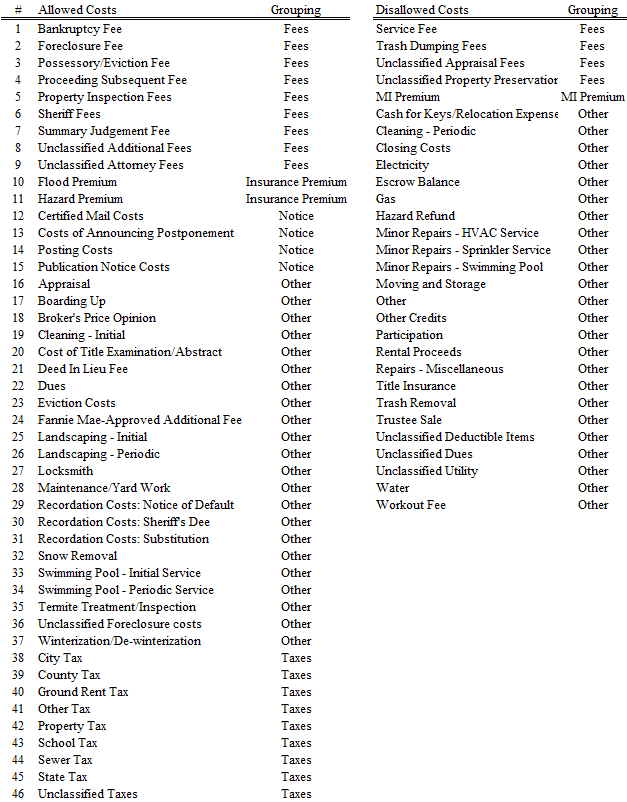 # Allowed Costs Grouping Disallowed Costs Grouping
1 Bankruptcy Fee Fees Service Fee Fees
2 Foreclosure Fee Fees Trash Dumping Fees Fees
3 Possessory/Eviction Fee Fees Unclassified Appraisal Fees Fees
4 Proceeding Subsequent Fee Fees Unclassified Property Preservation Fees
5 Property Inspection Fees Fees MI Premium MI Premium
6 Sheriff Fees Fees Cash for Keys/Relocation Expense Other
7 Summary Judgement Fee Fees Cleaning - Periodic Other
8 Unclassified Additional Fees Fees Closing Costs Other
9 Unclassified Attorney Fees Fees Electricity Other
10 Flood Premium Insurance Premium Escrow Balance Other
11 Hazard Premium Insurance Premium Gas Other
12 Certified Mail Costs Notice Hazard Refund Other
13 Costs of Announcing Postponement Notice Minor Repairs - HVAC Service Other
14 Posting Costs Notice Minor Repairs - Sprinkler Service Other
15 Publication Notice Costs Notice Minor Repairs - Swimming Pool Other
16 Appraisal Other Moving and Storage Other
17 Boarding Up Other Other Other
18 Broker's Price Opinion Other Other Credits Other
19 Cleaning - Initial Other Participation Other
20 Cost of Title Examination/Abstract Other Rental Proceeds Other
21 Deed In Lieu Fee Other Repairs - Miscellaneous Other
22 Dues Other Title Insurance Other
23 Eviction Costs Other Trash Removal Other
24 Fannie Mae-Approved Additional Fee Other Trustee Sale Other
25 Landscaping - Initial Other Unclassified Deductible Items Other
26 Landscaping - Periodic Other Unclassified Dues Other
27 Locksmith Other Unclassified Utility Other
28 Maintenance/Yard Work Other Water Other
29 Recordation Costs: Notice of Default Other Workout Fee Other
30 Recordation Costs: Sheriff's Dee Other
31 Recordation Costs: Substitution Other
32 Snow Removal Other
33 Swimming Pool - Initial Service Other
34 Swimming Pool - Periodic Service Other
35 Termite Treatment/Inspection Other
36 Unclassified Foreclosure costs Other
37 Winterization/De-winterization Other
38 City Tax Taxes
39 County Tax Taxes
40 Ground Rent Tax Taxes
41 Other Tax Taxes
42 Property Tax Taxes
43 School Tax Taxes
44 Sewer Tax Taxes
45 State Tax Taxes
46 Unclassified Taxes Taxes